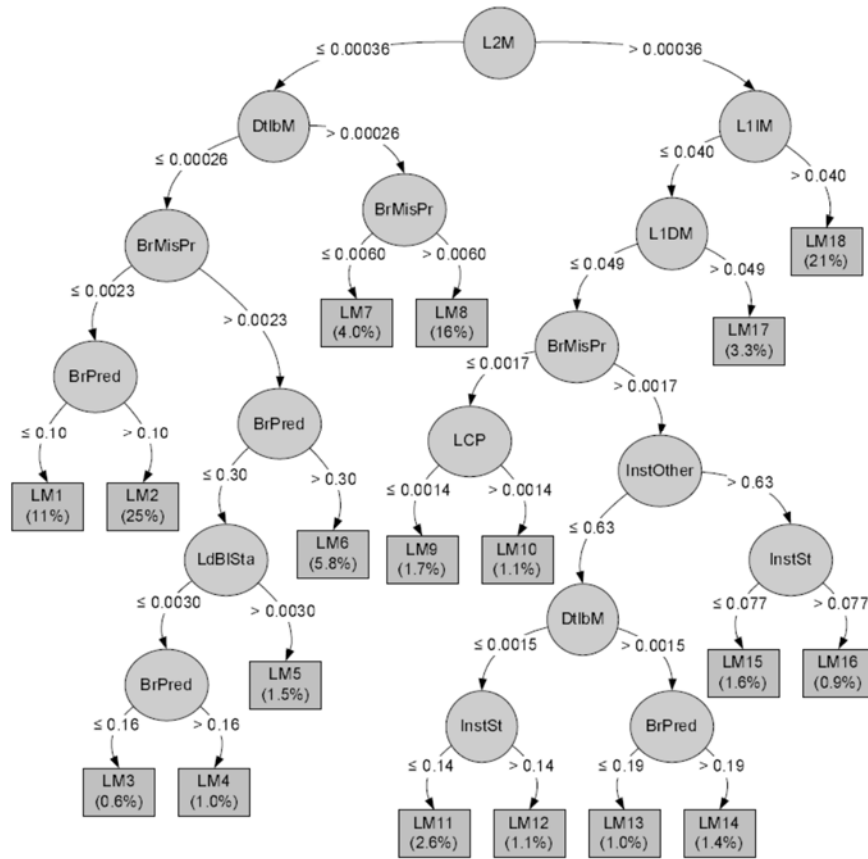 L2M
≤ 0.00036
> 0.00036
DtlbM
L1IM
≤ 0.00026
> 0.00026
≤ 0.040
> 0.040
BrMisPr
BrMisPr
L1DM
LM18
(21%)
≤ 0.0023
> 0.0023
≤ 0.0060
> 0.0060
≤ 0.049
> 0.049
LM7
(4.0%)
LM8
(16%)
BrMisPr
LM17
(3.3%)
BrPred
BrPred
≤ 0.0017
> 0.0017
≤ 0.10
> 0.10
LCP
InstOther
LM1
(11%)
LM2
(25%)
≤ 0.30
> 0.30
≤ 0.0014
> 0.0014
≤ 0.63
> 0.63
LdBlSta
LM6
(5.8%)
LM9
(1.7%)
LM10
(1.1%)
InstSt
≤ 0.0030
> 0.0030
DtlbM
≤ 0.077
> 0.077
BrPred
LM5
(1.5%)
≤ 0.0015
> 0.0015
LM15
(1.6%)
LM16
(0.9%)
≤ 0.16
> 0.16
InstSt
BrPred
LM3
(0.6%)
LM4
(1.0%)
≤ 0.14
> 0.14
≤ 0.19
> 0.19
LM11
(2.6%)
LM12
(1.1%)
LM13
(1.0%)
LM14
(1.4%)